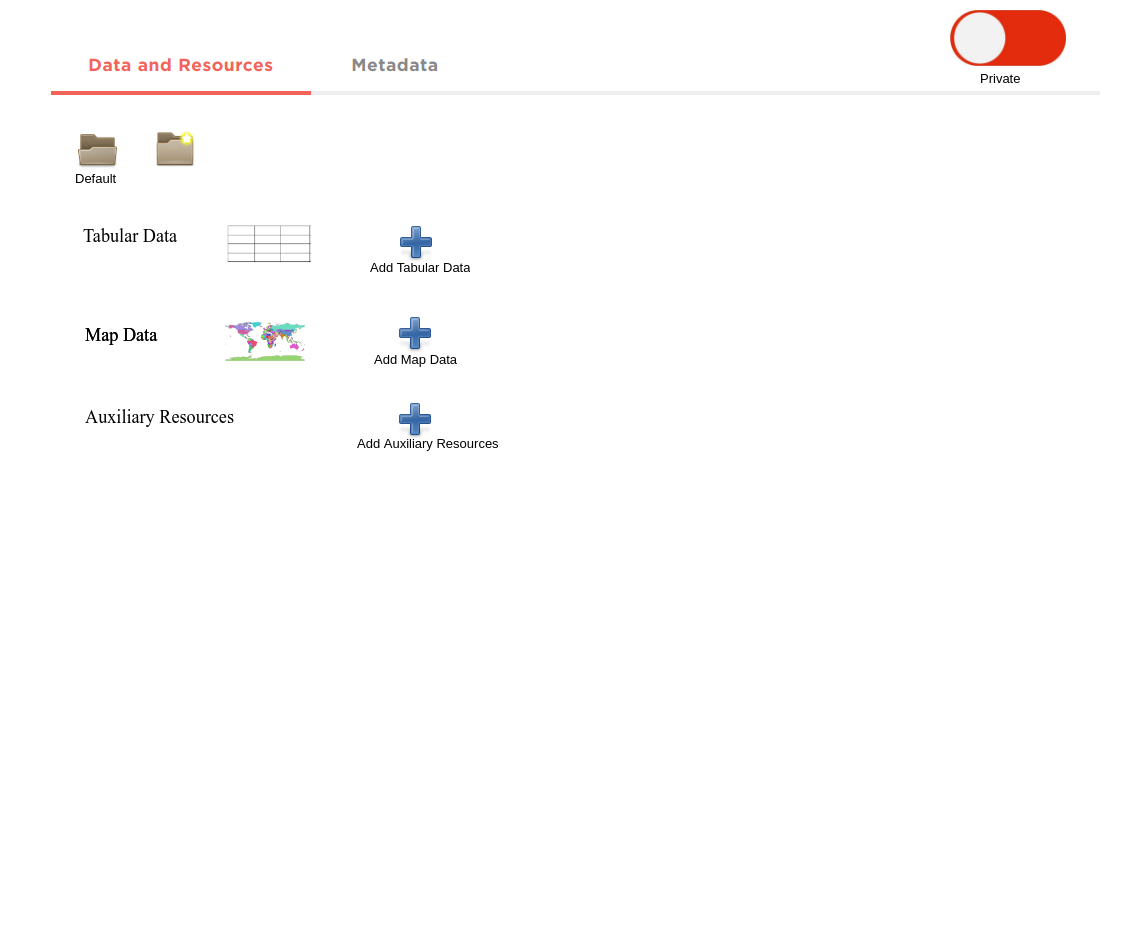 Data and Resources
Metadata
Private
Default
Tabular Data
Add Tabular Data
Map Data
Add Map Data
Auxiliary Resources
Add Auxiliary Resources